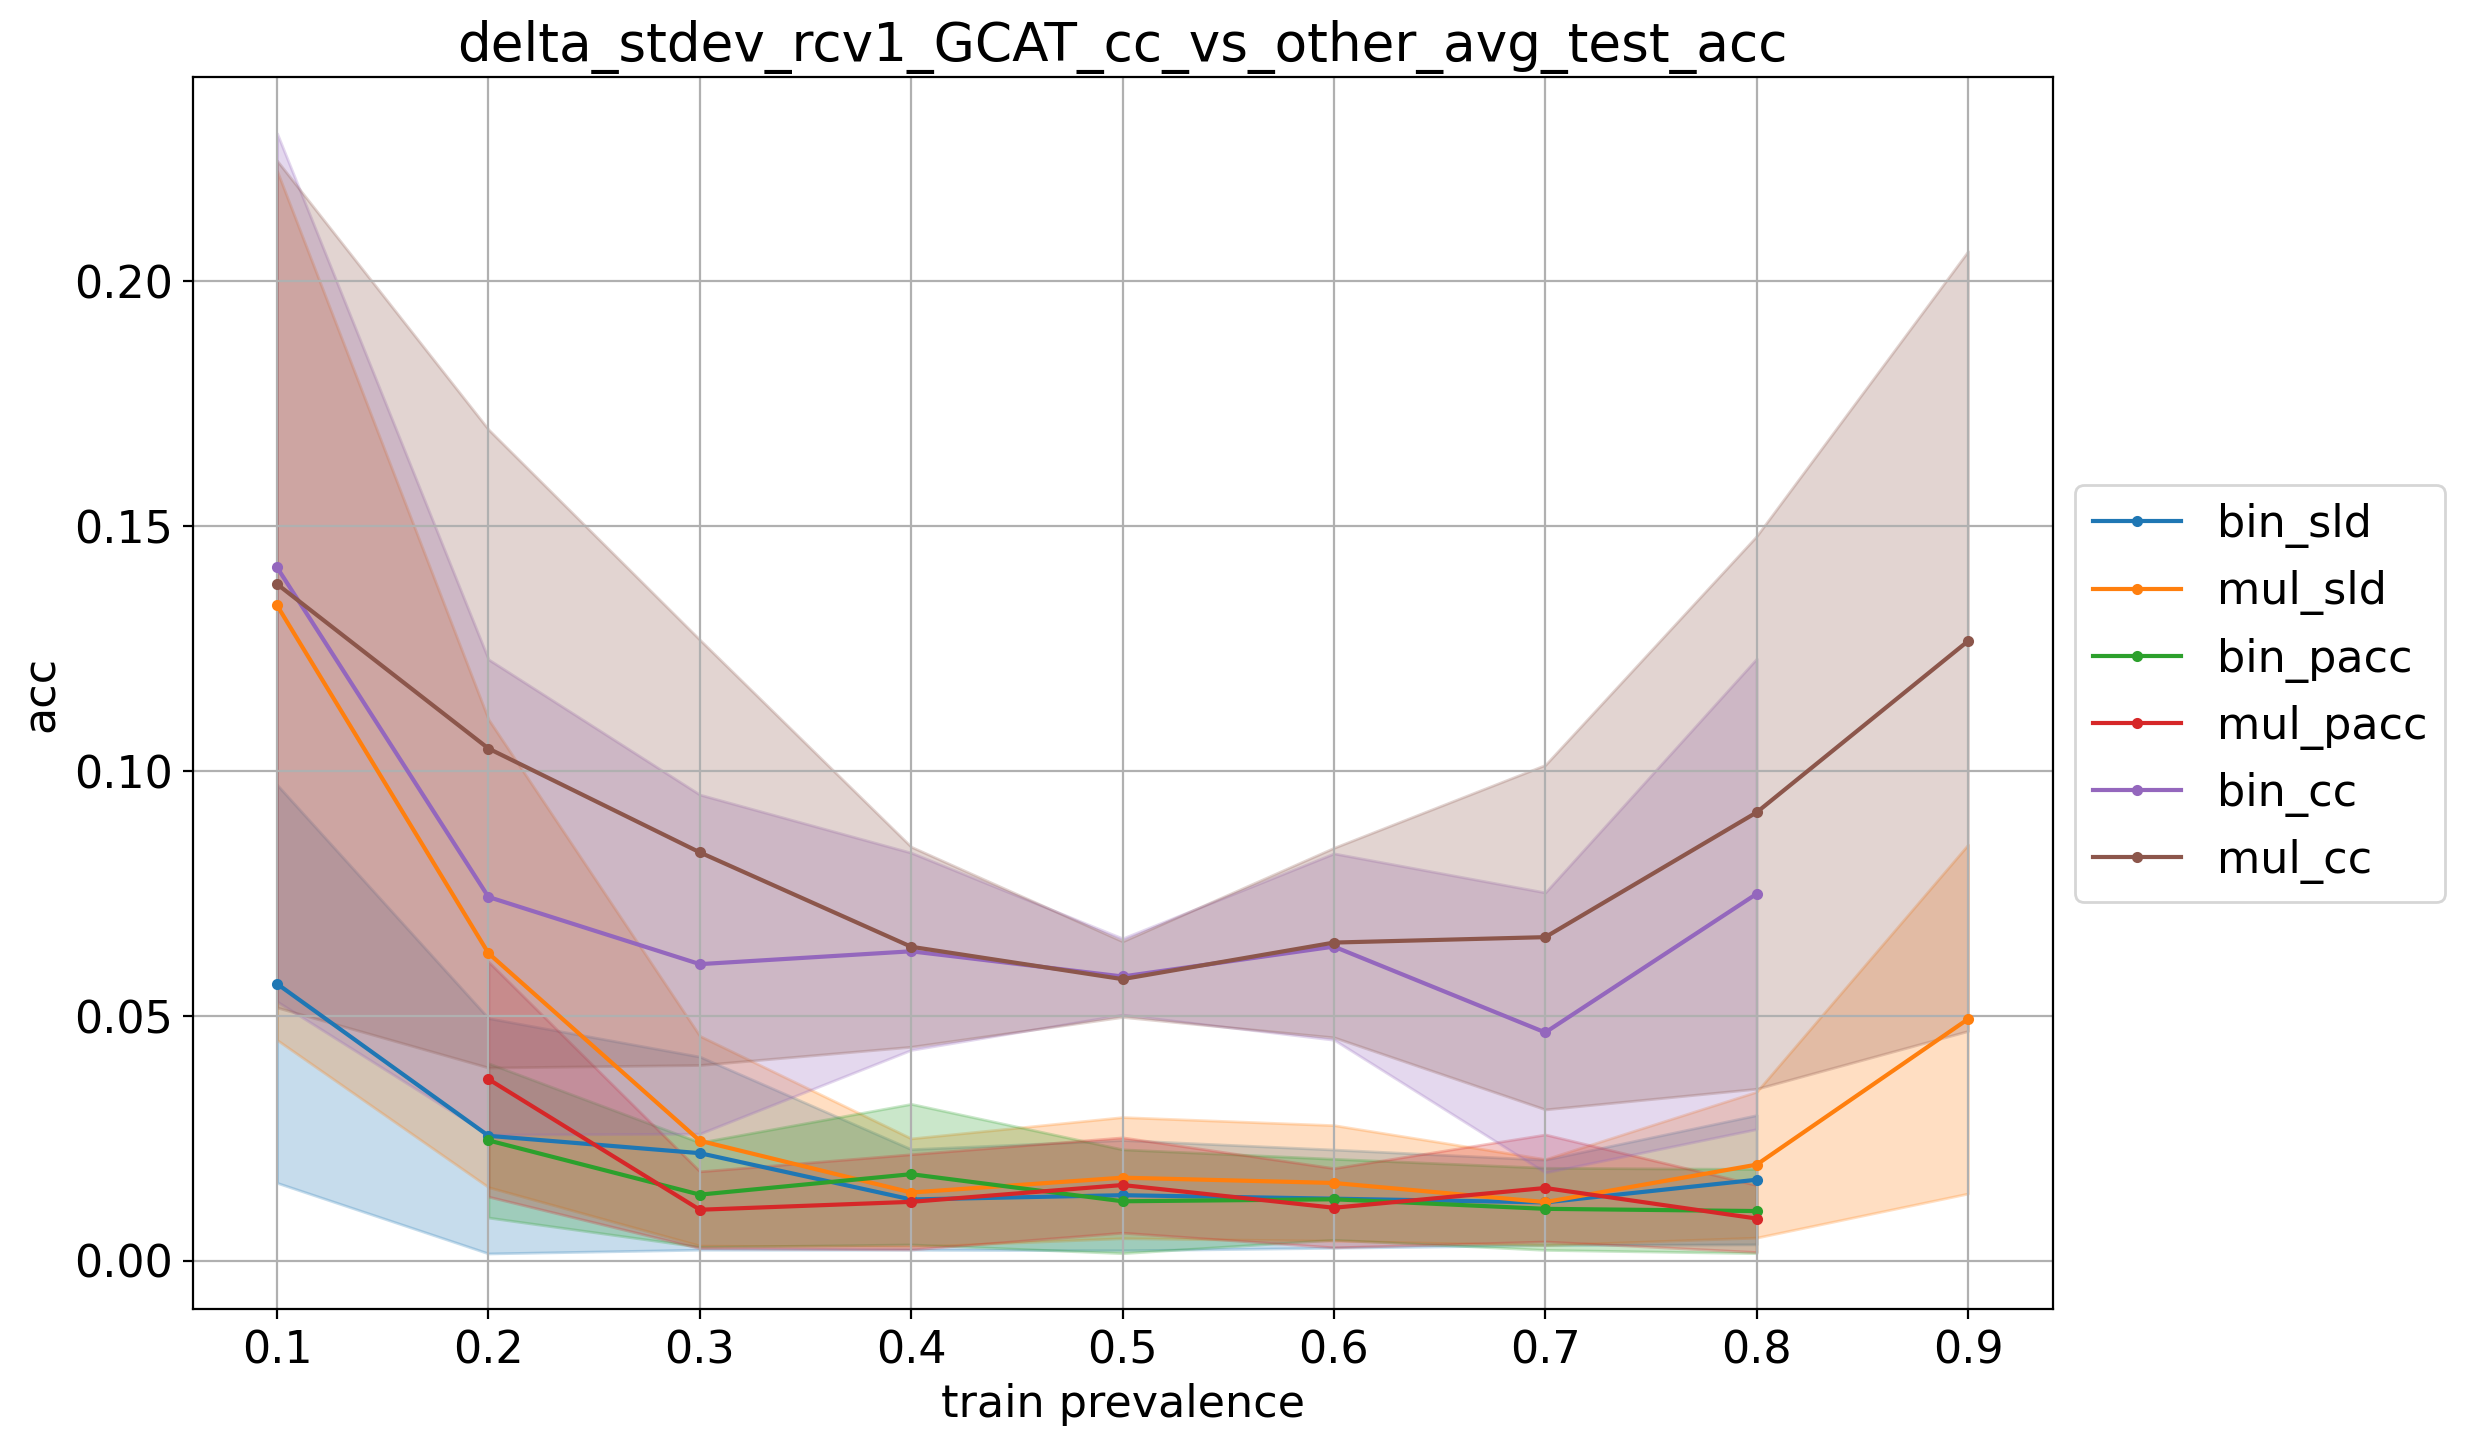 delta_stdev_rcv1_GCAT_cc_vs_other_avg_test_acc
acc
0.20
0.15
0.10
0.05
0.00
0.1 0.2 0.3 0.4 0.5 0.6 0.7 0.8 0.9
train prevalence
bin_sld
mul_sld
bin_pacc
mul_pacc
bin_cc
mul_cc